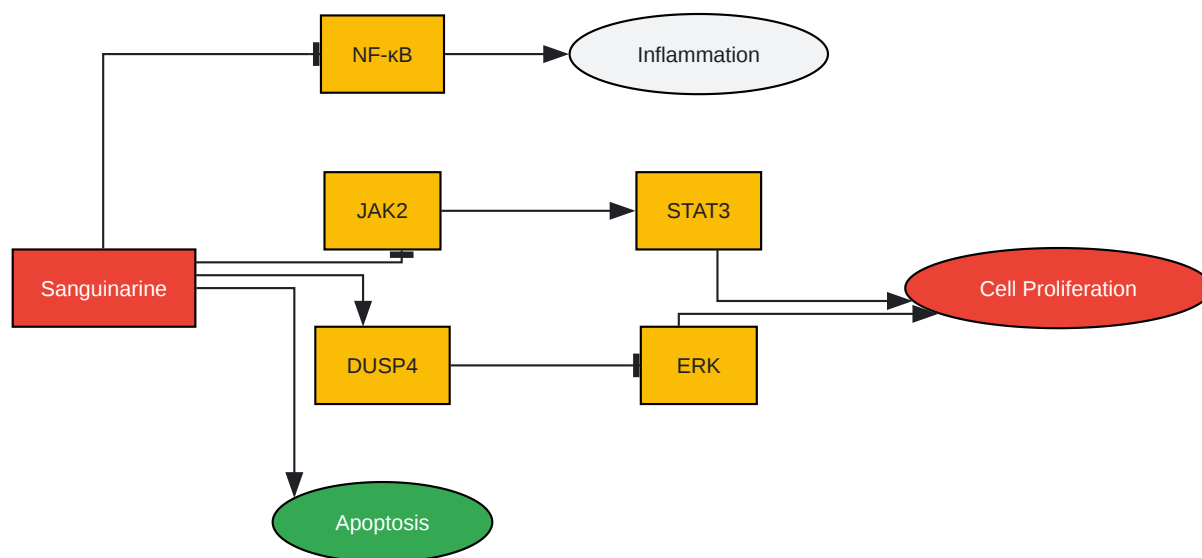 NF-κB
Inflammation
JAK2
STAT3
Sanguinarine
Cell Proliferation
DUSP4
ERK
Apoptosis